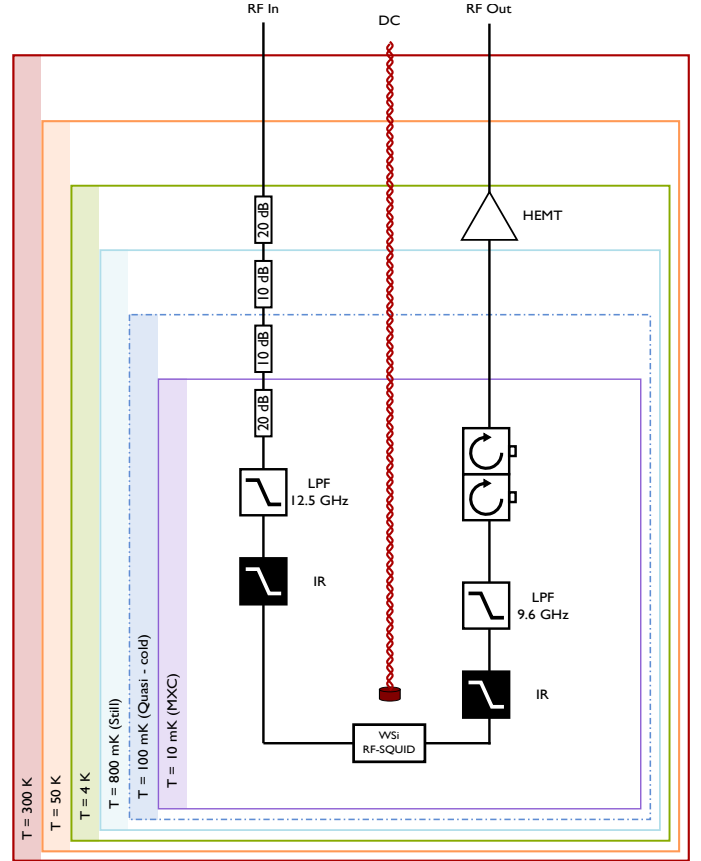 RF In
DC
RF Out
HEMT
20 dB
10 dB
10 dB
20 dB
LPF
12.5 GHz
IR
LPF
9.6 GHz
IR
WSi
RF-SQUID
T = 300 K
T = 50 K
T = 4 K
T = 800 mK (Still)
T = 100 mK (Quasi - cold)
T = 10 mK (MXC)